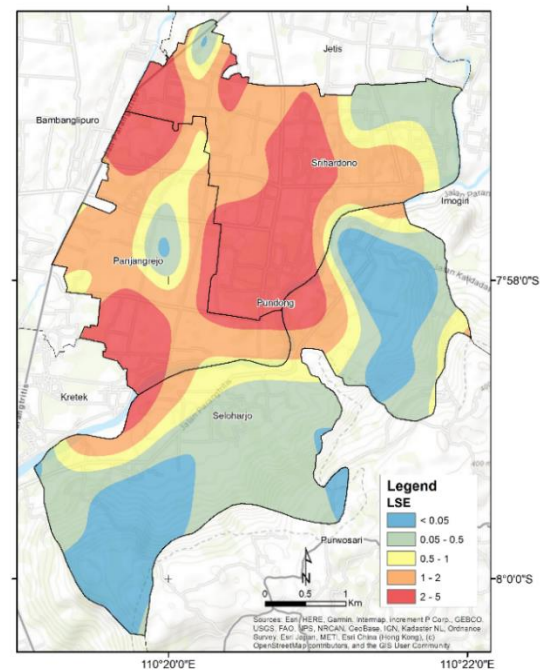 Jetis
Bambanglipuro
Srihardono
Imogiri
Panjangrejo
7°58'0"S
Pundong
Kretek
Seloharjo
Legend
LSE
< 0.05
0.05 - 0.5
0.5 - 1
1 - 2
2 - 5
Purwosari
N
8°0'0"S
0 0.5 1
Km
Sources: Esri, HERE, Garmin, Intermap, increment P Corp., GEBCO,
USGS, FAO, NPS, NRCAN, GeoBase, IGN, Kadaster NL, Ordnance
Survey, Esri Japan, METI, Esri China (Hong Kong), (c)
OpenStreetMap contributors, and the GIS User Community
110°20'0"E
110°22'0"E